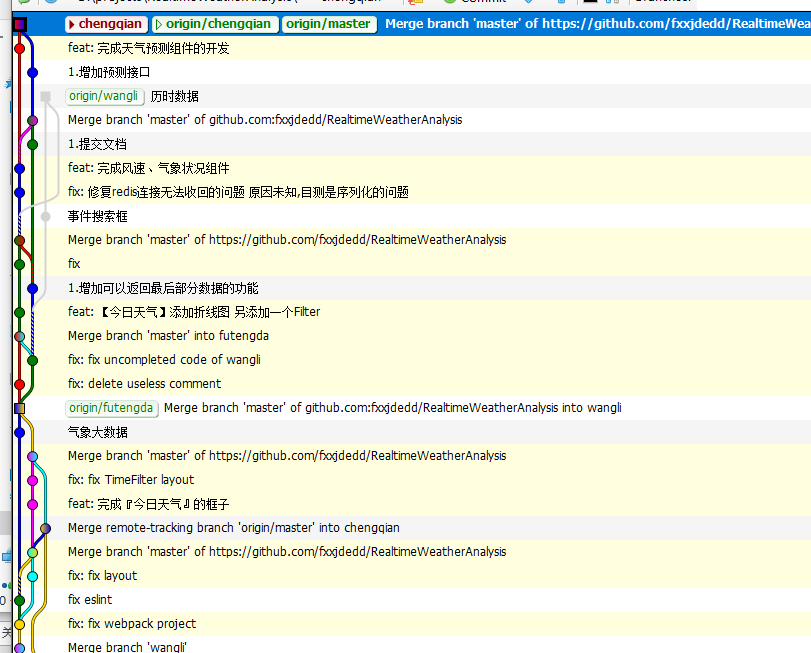 chengqian origin/chengqian origin/master Merge branch 'master' of https://github.com/fxxjdedd/RealtimeWea
feat: 完成天气预测组件的开发
1.增加预测接口
origin/wangli 历时数据
Merge branch 'master' of github.com:fxxjdedd/RealtimeWeatherAnalysis
1.提交文档
feat: 完成风速、气象状况组件
fix: 修复redis连接无法收回的问题 原因未知,目测是序列化的问题
事件搜索框
Merge branch 'master' of https://github.com/fxxjdedd/RealtimeWeatherAnalysis
fix
1.增加可以返回最后部分数据的功能
feat: 【今日天气】添加折线图 另添加一个Filter
Merge branch 'master' into futengda
fix: fix uncompleted code of wangli
fix: delete useless comment
origin/futengda Merge branch 'master' of github.com:fxxjdedd/RealtimeWeatherAnalysis into wangli
气象大数据
Merge branch 'master' of https://github.com/fxxjdedd/RealtimeWeatherAnalysis
fix: fix TimeFilter layout
feat: 完成『今日天气』的框子
Merge remote-tracking branch 'origin/master' into chengqian
Merge branch 'master' of https://github.com/fxxjdedd/RealtimeWeatherAnalysis
fix: fix layout
fix eslint
fix: fix webpack project
Merge branch 'wangli'